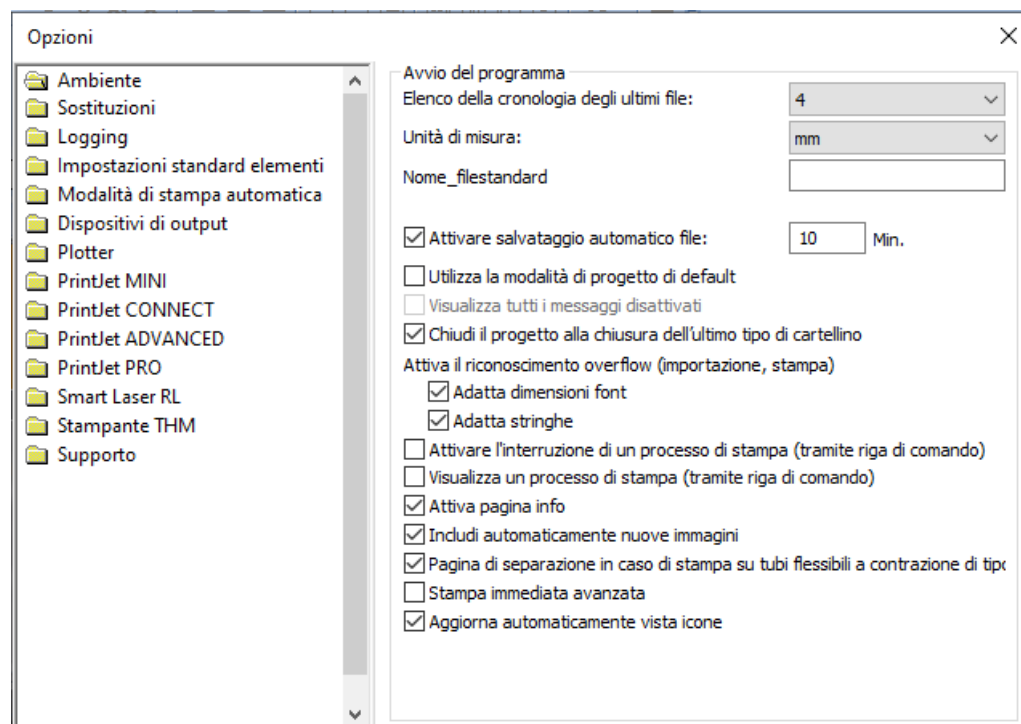 Opzioni
Ambiente
Sostituzioni
Logging
Impostazioni standard elementi
Modalità di stampa automatica
Dispositivi di output
Plotter
PrintJet MINI
PrintJet CONNECT
PrintJet ADVANCED
PrintJet PRO
Smart Laser RL
Stampante THM
Supporto
Avvio del programma
Elenco della cronologia degli ultimi file: 4
Unità di misura: mm
Nome_filestandard
Attivare salvataggio automatico file: 10 Min.
Utilizza la modalità di progetto di default
Visualizza tutti i messaggi disattivati
Chiudi il progetto alla chiusura dell'ultimo tipo di cartellino
Attiva il riconoscimento overflow (importazione, stampa)
Adatta dimensioni font
Adatta stringhe
Attivare l'interruzione di un processo di stampa (tramite riga di comando)
Visualizza un processo di stampa (tramite riga di comando)
Attiva pagina info
Includi automaticamente nuove immagini
Pagina di separazione in caso di stampa su tubi flessibili a contrazione di tipo
Stampa immediata avanzata
Aggiorna automaticamente vista icone